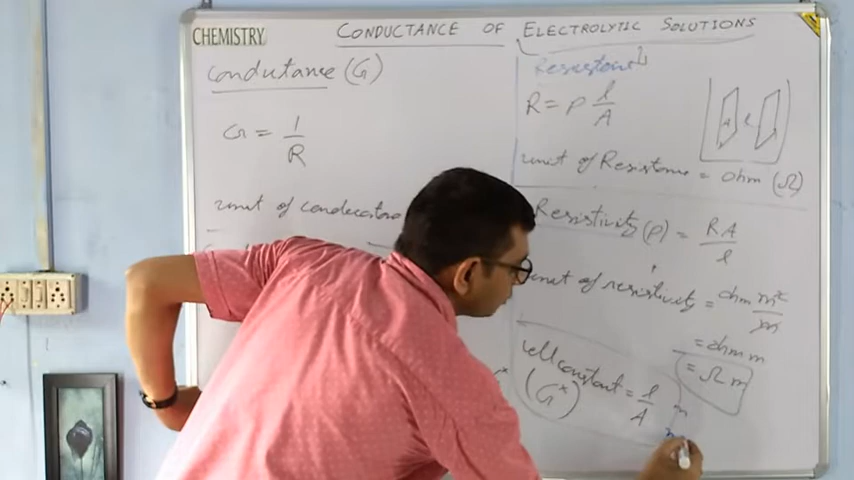 CHEMISTRY
CONDUCTANCE OF ELECTROLYTIC SOLUTIONS
Conductance (G)
G = 1/R
unit of conductance
Resistance
R = ρ l/A
A l
unit of Resistance = ohm (Ω)
Resistivity (ρ) = RA/l
unit of resistivity = ohm m²/m
= ohm m
= Ω m
cell constant = l/A m
(G*)